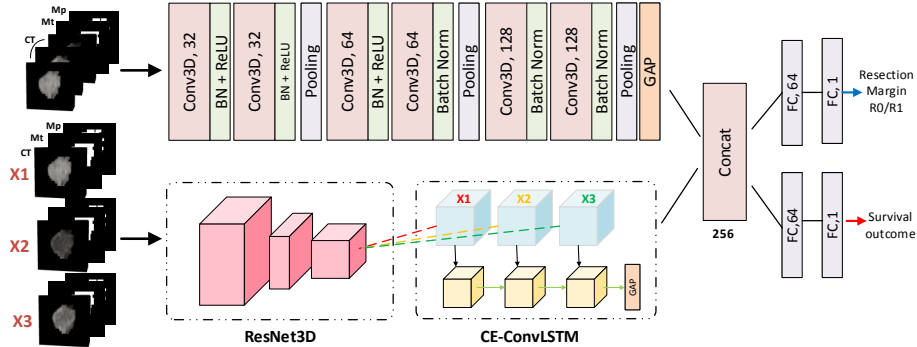 Mp
Mt
CT
Conv3D, 32
BN + ReLU
Conv3D, 32
BN + ReLU
Pooling
Conv3D, 64
BN + ReLU
Conv3D, 64
Batch Norm
Pooling
Conv3D, 128
Batch Norm
Conv3D, 128
Batch Norm
Pooling
GAP
Mp
Mt
CT
X1
X2
X3
ResNet3D
X1
X2
X3
GAP
CE-ConvLSTM
Concat
256
FC, 64
FC, 1
Resection
Margin
R0/R1
FC,64
FC,1
Survival
outcome